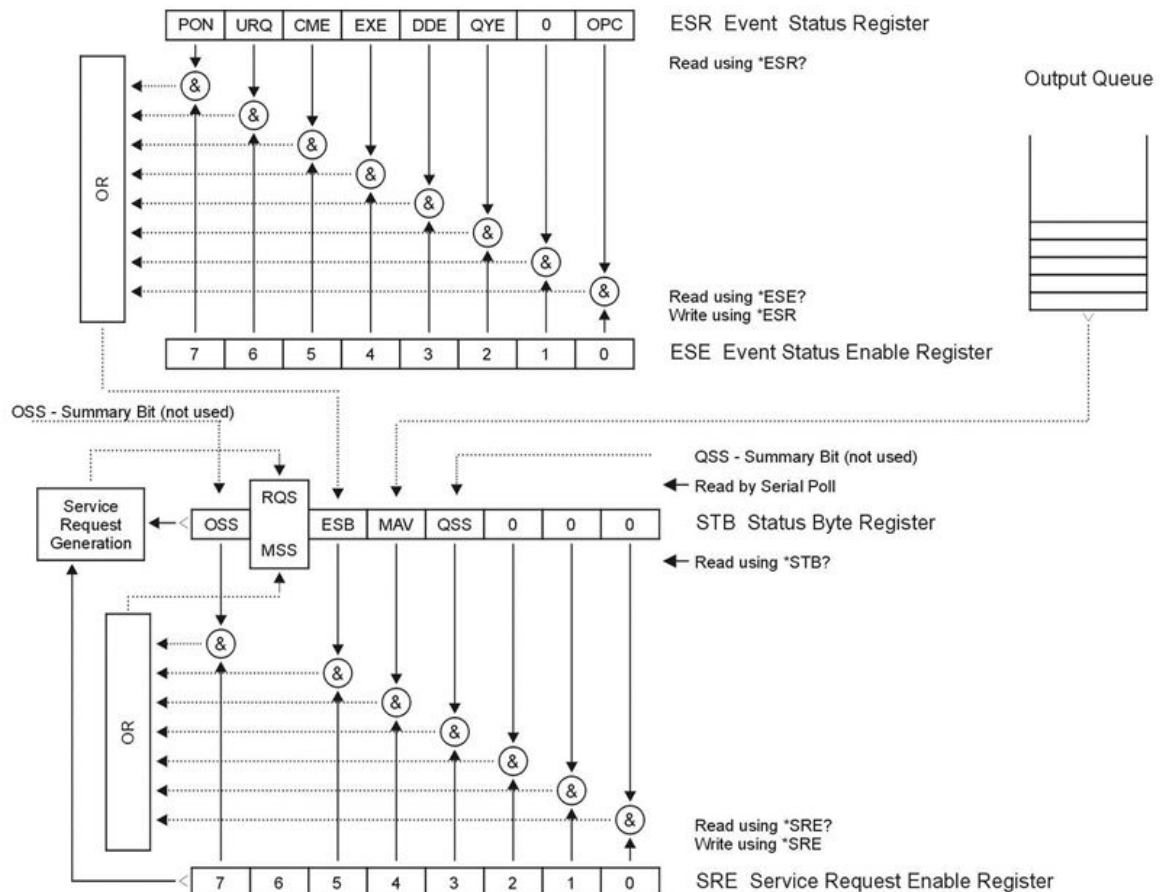 PON URQ CME EXE DDE QYE 0 OPC ESR Event Status Register
Read using *ESR?
Output Queue
&
&
&
&
&
&
&
&
OR
Read using *ESE?
Write using *ESR
7 6 5 4 3 2 1 0 ESE Event Status Enable Register
OSS - Summary Bit (not used)
QSS - Summary Bit (not used)
Read by Serial Poll
Service
Request
Generation
RQS
OSS ESB MAV QSS 0 0 0 STB Status Byte Register
MSS
Read using *STB?
&
&
&
&
&
&
&
OR
Read using *SRE?
Write using *SRE
7 6 5 4 3 2 1 0 SRE Service Request Enable Register